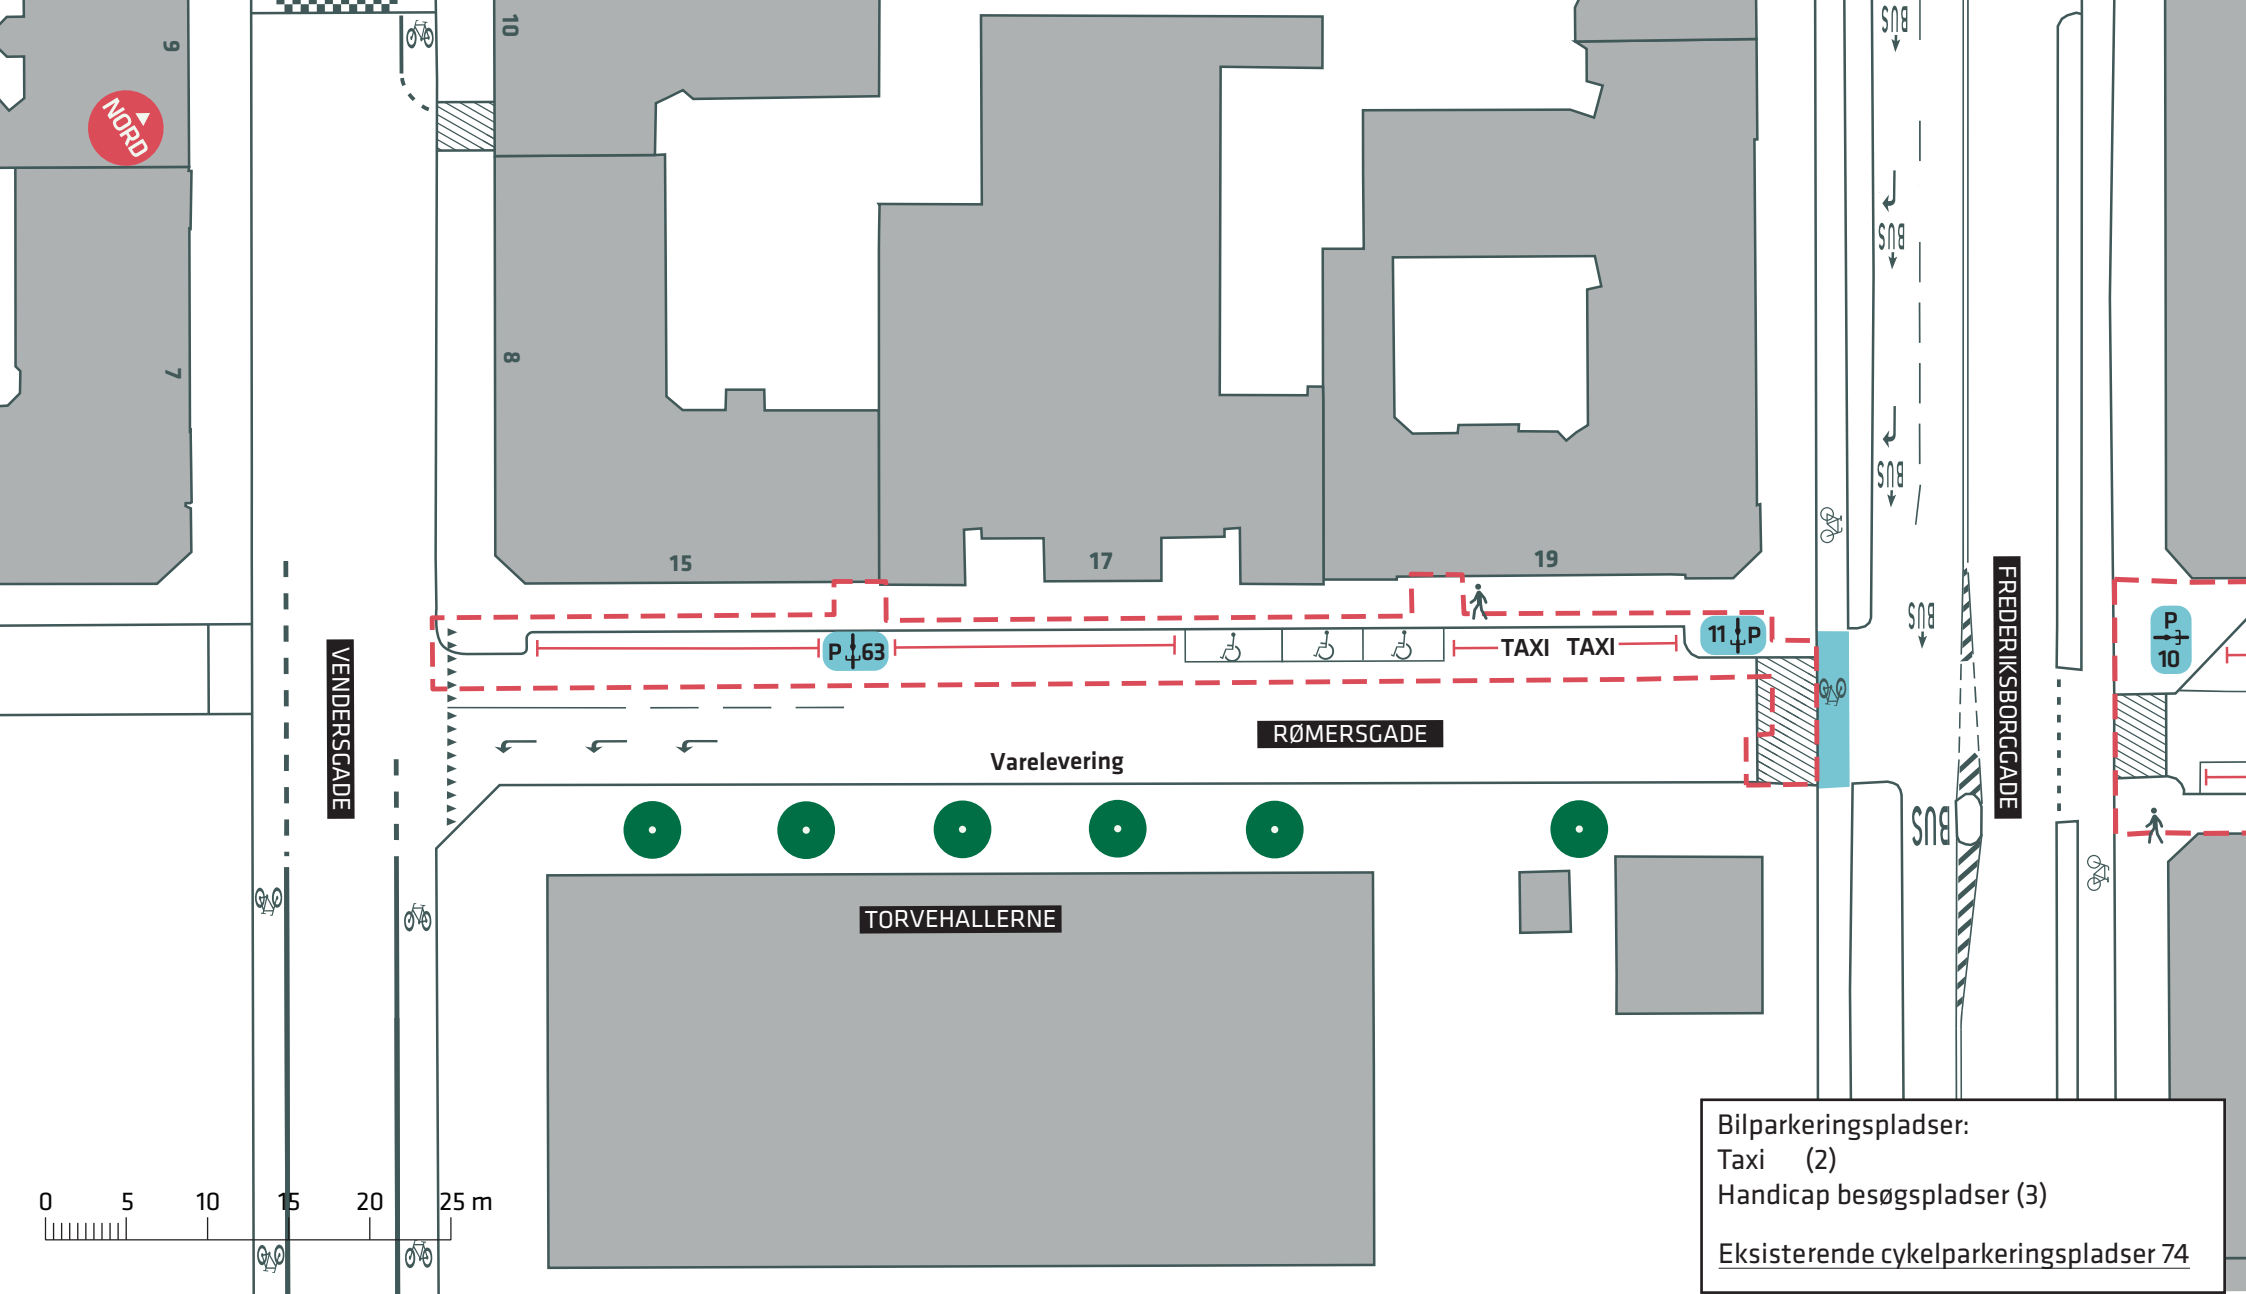 10
BUS
9
NORD
BUS
7
8
BUS
15
17
19
BUS
P 63
TAXI TAXI
11 P
P
10
VENDERSGADE
FREDERIKSBORGGADE
RØMERSGADE
Varelevering
BUS
TORVEHALLERNE
0 5 10 15 20 25 m
Bilparkeringspladser:
Taxi (2)
Handicap besøgspladser (3)
Eksisterende cykelparkeringspladser 74